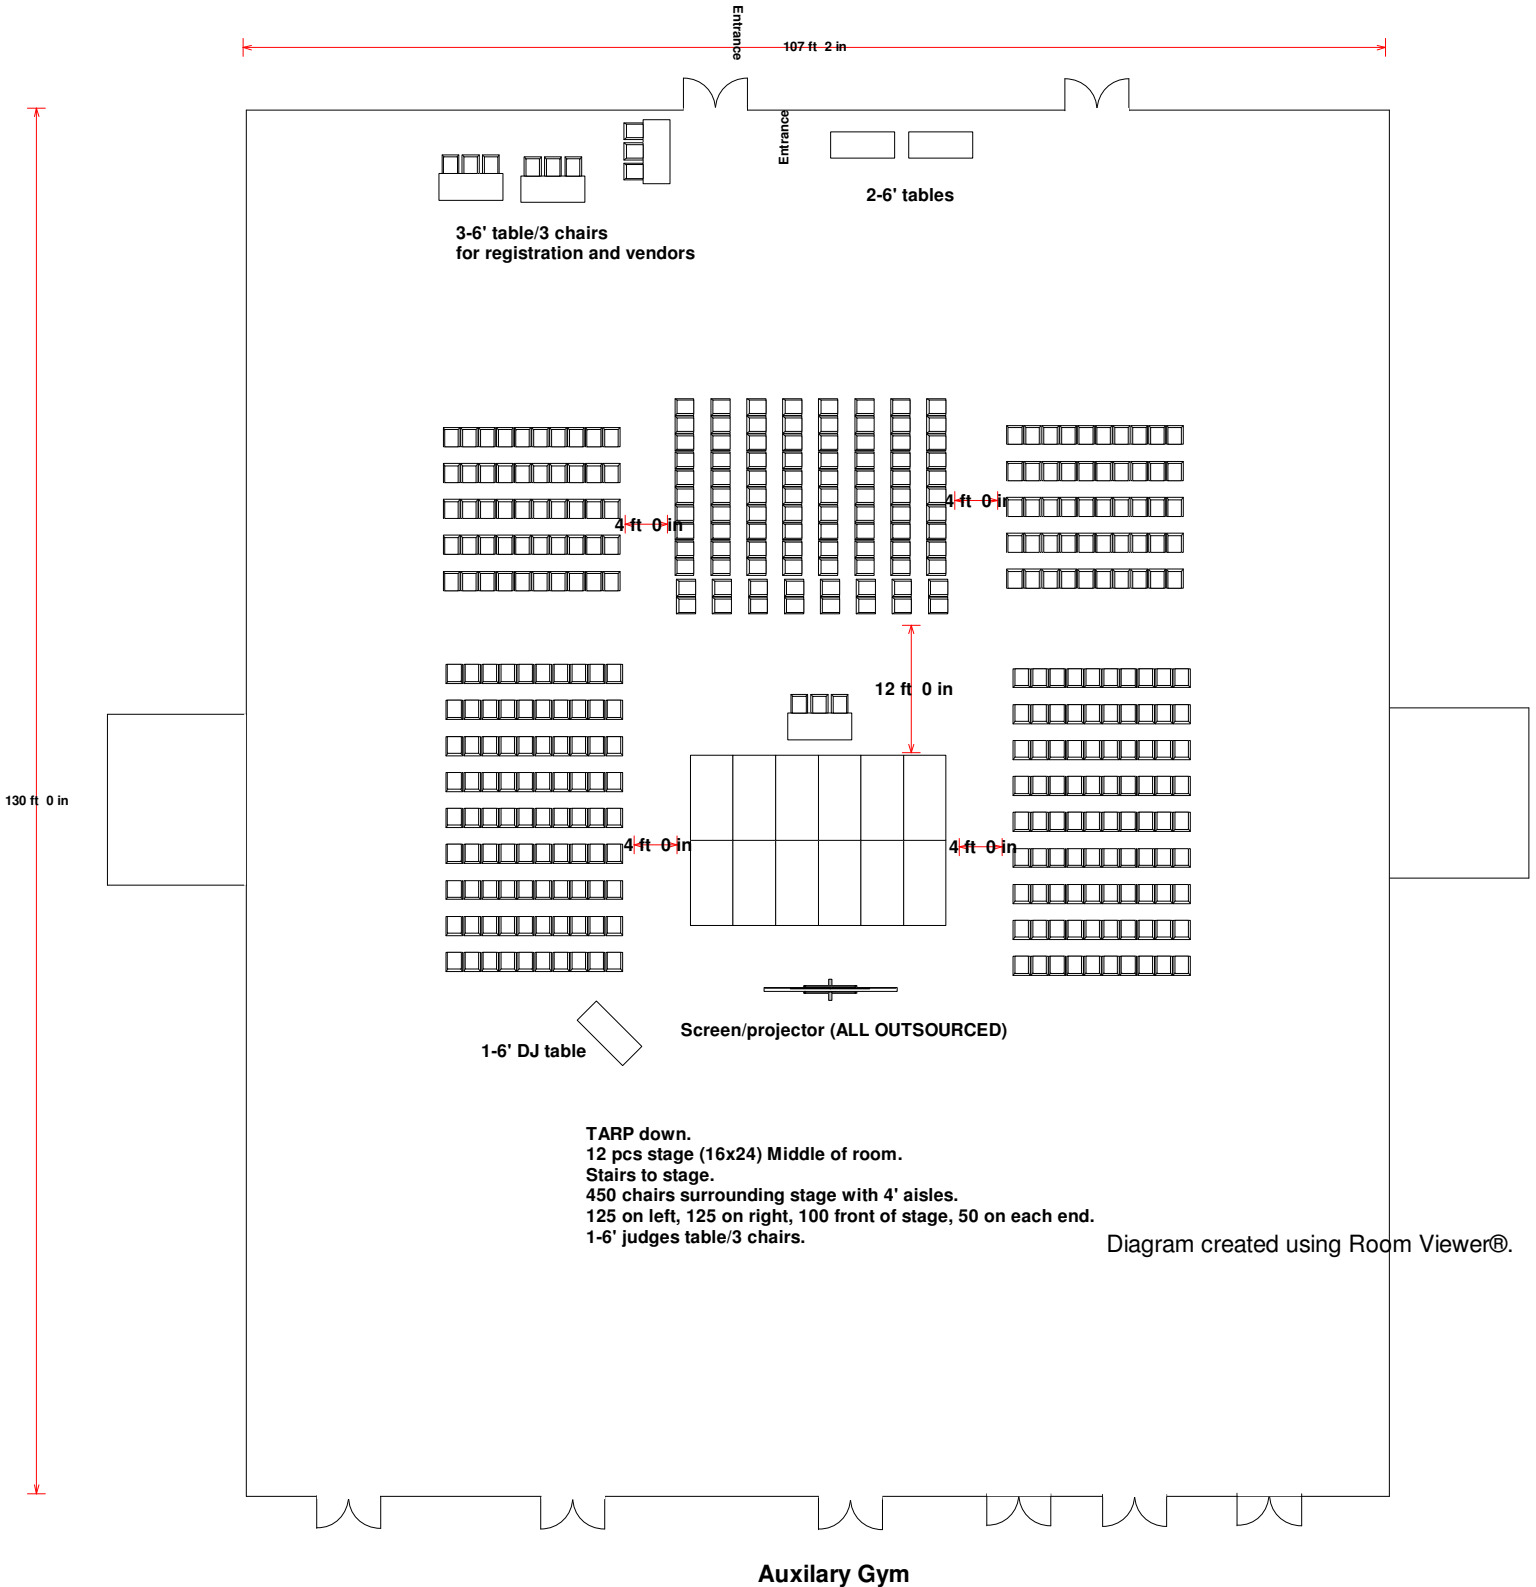 Entrance
107 ft  2 in
Entrance
2-6' tables
3-6' table/3 chairs
for registration and vendors
4 ft  0 in
4 ft  0 in
12 ft  0 in
130 ft  0 in
4 ft  0 in
4 ft  0 in
Screen/projector (ALL OUTSOURCED)
1-6' DJ table
TARP down.
12 pcs stage (16x24) Middle of room.
Stairs to stage.
450 chairs surrounding stage with 4' aisles.
125 on left, 125 on right, 100 front of stage, 50 on each end.
1-6' judges table/3 chairs.
Diagram created using Room Viewer®.
Auxilary Gym